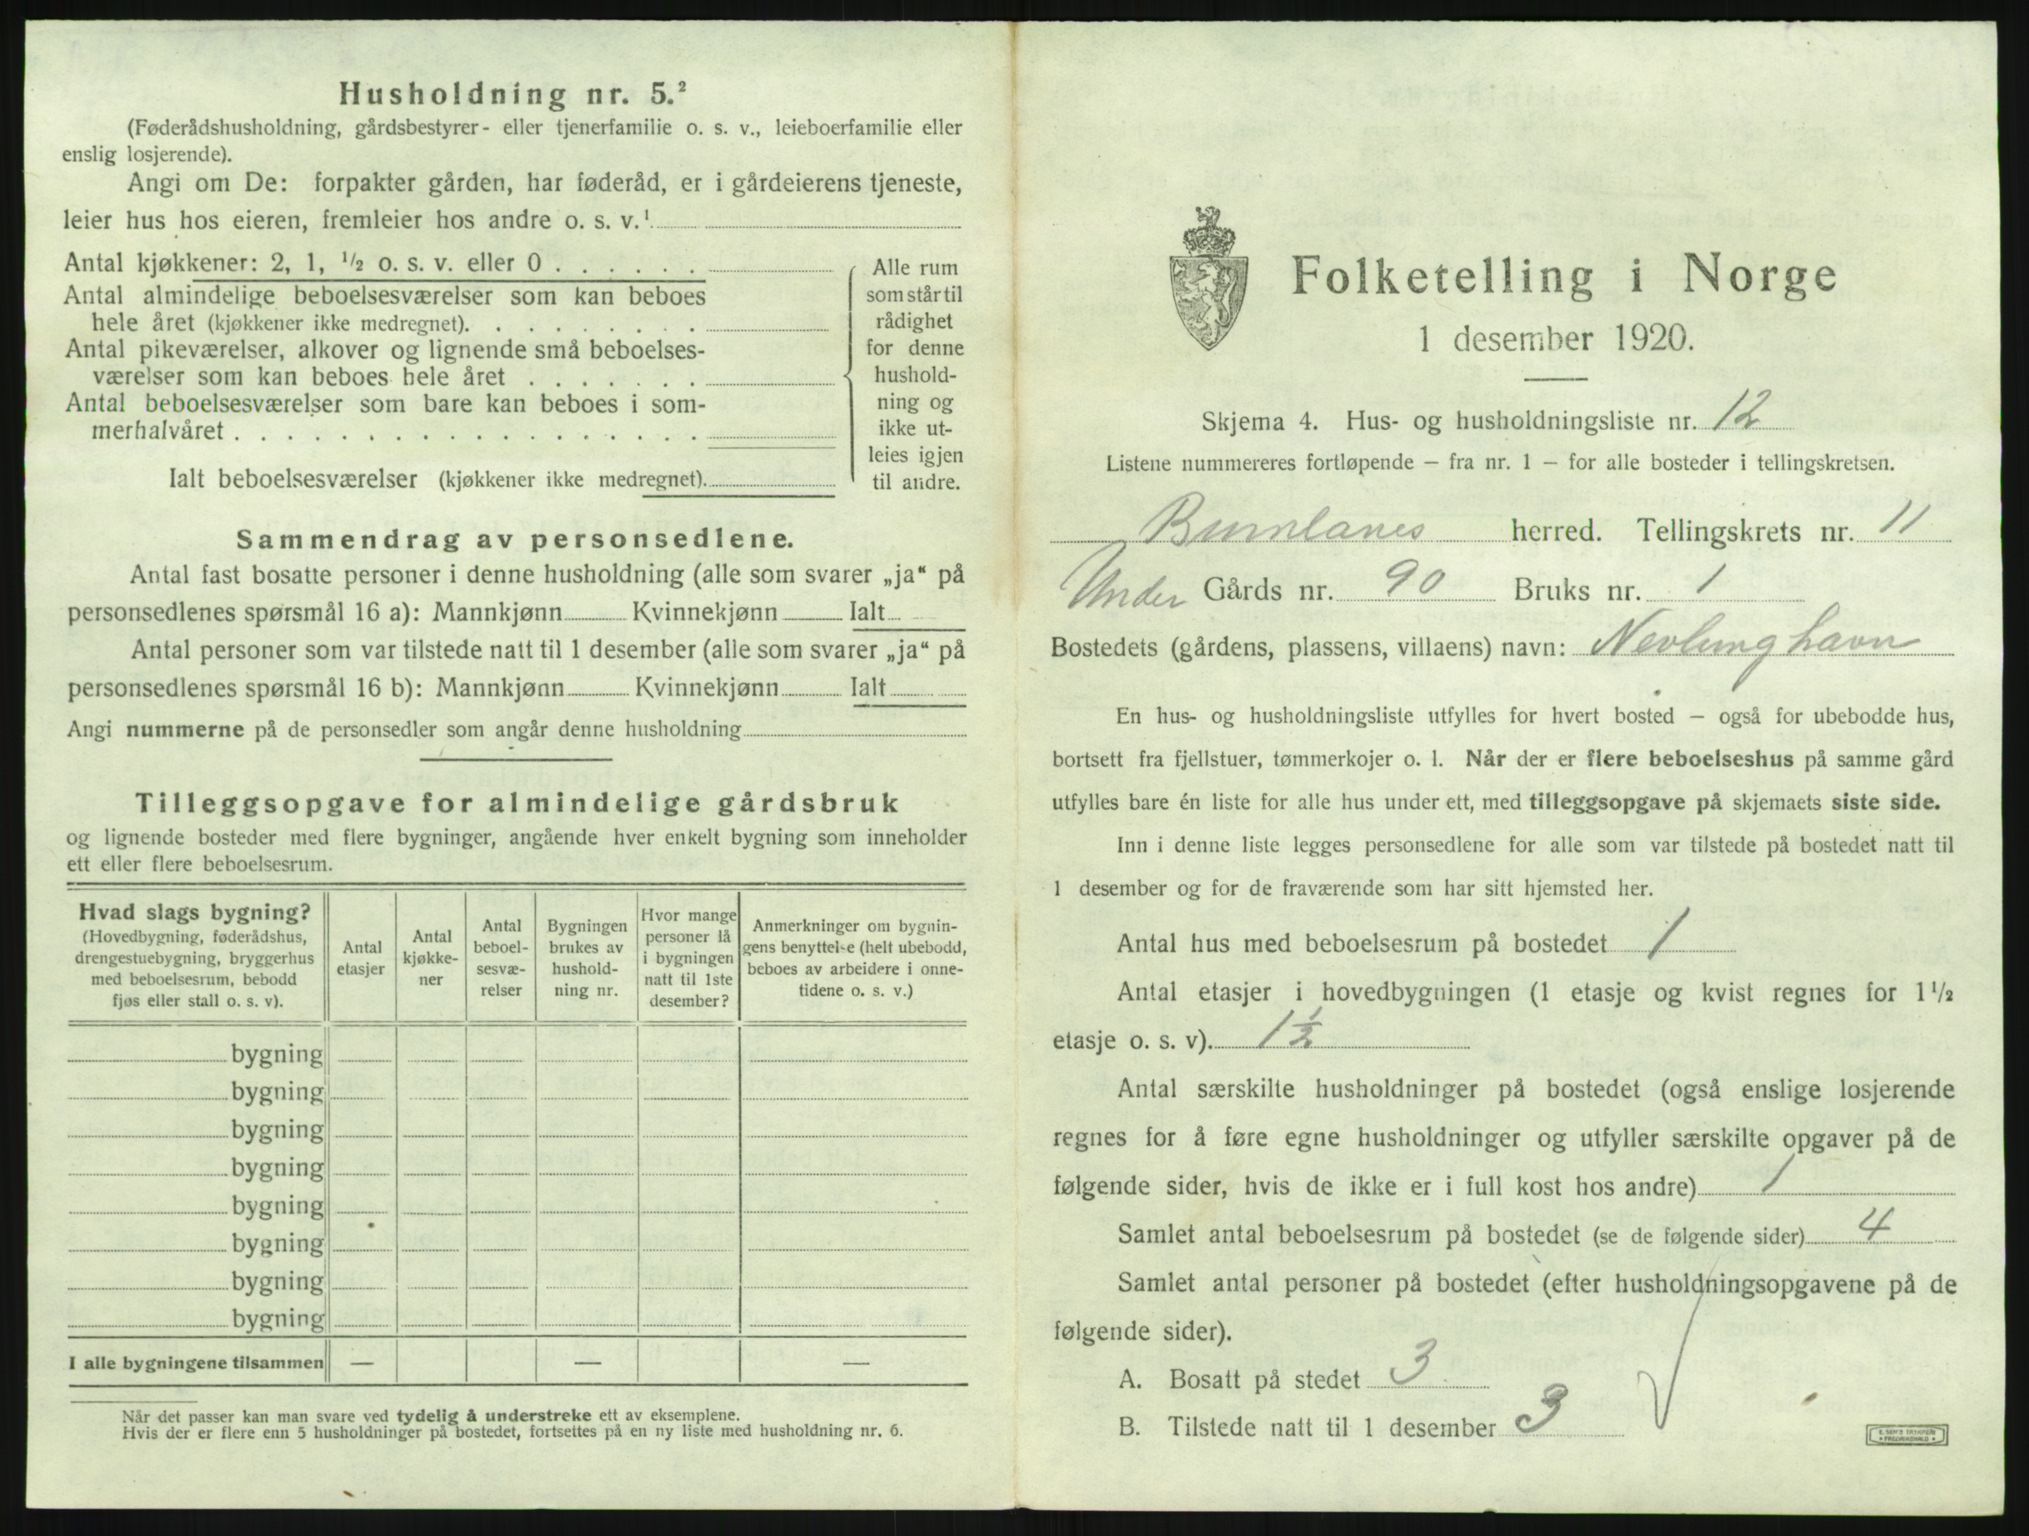 Husholdning nr. 5.²
(Føderådshusholdning, gårdsbestyrer- eller tjenerfamilie o. s. v., leieboerfamilie eller
enslig losjerende).
Angi om De: forpakter gården, har føderåd, er i gårdeierens tjeneste,
leier hus hos eieren, fremleier hos andre o. s. v.¹
Antal kjøkkener: 2, 1, ½ o. s. v. eller 0 . . . . . .
Antal almindelige beboelsesværelser som kan beboes
hele året (kjøkkener ikke medregnet). . . . . . . . .
Antal pikeværelser, alkover og lignende små beboelses-
værelser som kan beboes hele året . . . . . . .
Antal beboelsesværelser som bare kan beboes i som-
merhalvåret . . . . . . . . . . . . . . . . . .
Ialt beboelsesværelser (kjøkkener ikke medregnet).
Alle rum
som står til
rådighet
for denne
hushold-
ning og
ikke ut-
leies igjen
til andre.
Sammendrag av personsedlene.
Antal fast bosatte personer i denne husholdning (alle som svarer „ja“ på
personsedlenes spørsmål 16 a): Mannkjønn Kvinnekjønn Ialt
Antal personer som var tilstede natt til 1 desember (alle som svarer „ja“ på
personsedlenes spørsmål 16 b): Mannkjønn Kvinnekjønn Ialt
Angi nummerne på de personsedler som angår denne husholdning
Tilleggsopgave for almindelige gårdsbruk
og lignende bosteder med flere bygninger, angående hver enkelt bygning som inneholder
ett eller flere beboelsesrum.
Hvad slags bygning?
(Hovedbygning, føderådshus,
drengestuebygning, bryggerhus
med beboelsesrum, bebodd
fjøs eller stall o. s. v).
Antal
etasjer
Antal
kjøkke-
ner
Antal
beboel-
sesvæ-
relser
Bygningen
brukes av
hushold-
ning nr.
Hvor mange
personer lå
i bygningen
natt til 1ste
desember?
Anmerkninger om bygnin-
gens benyttelse (helt ubebodd,
beboes av arbeidere i onne-
tidene o. s. v.)
bygning
bygning
bygning
bygning
bygning
bygning
bygning
bygning
I alle bygningene tilsammen — — —
Når det passer kan man svare ved tydelig å understreke ett av eksemplene.
Hvis der er flere enn 5 husholdninger på bostedet, fortsettes på en ny liste med husholdning nr. 6.
Folketelling i Norge
1 desember 1920.
Skjema 4. Hus- og husholdningsliste nr. 12
Listene nummereres fortløpende – fra nr. 1 – for alle bosteder i tellingskretsen.
Brunlanes herred. Tellingskrets nr. 11
Under Gårds nr. 90 Bruks nr. 1
Bostedets (gårdens, plassens, villaens) navn: Nevlunghavn
En hus- og husholdningsliste utfylles for hvert bosted – også for ubebodde hus,
bortsett fra fjellstuer, tømmerkojer o. l. Når der er flere beboelseshus på samme gård
utfylles bare én liste for alle hus under ett, med tilleggsopgave på skjemaets siste side.
Inn i denne liste legges personsedlene for alle som var tilstede på bostedet natt til
1 desember og for de fraværende som har sitt hjemsted her.
Antal hus med beboelsesrum på bostedet 1
Antal etasjer i hovedbygningen (1 etasje og kvist regnes for 1½
etasje o. s. v). 1½
Antal særskilte husholdninger på bostedet (også enslige losjerende
regnes for å føre egne husholdninger og utfyller særskilte opgaver på de
følgende sider, hvis de ikke er i full kost hos andre) 1
Samlet antal beboelsesrum på bostedet (se de følgende sider) 4
Samlet antal personer på bostedet (efter husholdningsopgavene på de
følgende sider).
A. Bosatt på stedet 3
B. Tilstede natt til 1 desember 3